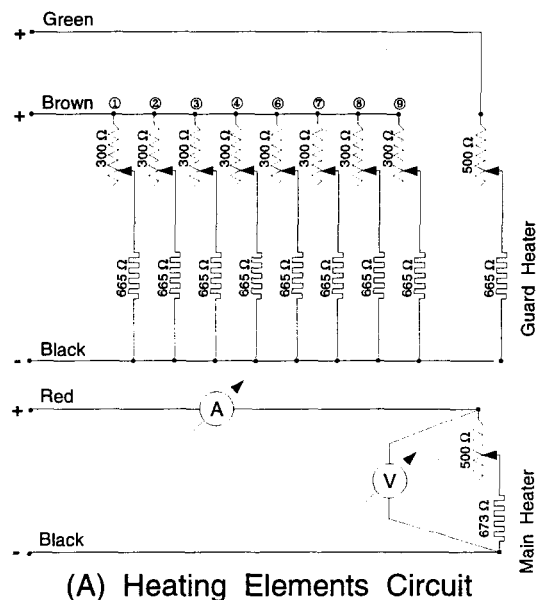 + Green
+ Brown ① ② ③ ④ ⑥ ⑦ ⑧ ⑨
300 Ω 300 Ω 300 Ω 300 Ω 300 Ω 300 Ω 300 Ω 300 Ω 500 Ω
665 Ω 665 Ω 665 Ω 665 Ω 665 Ω 665 Ω 665 Ω 665 Ω 665 Ω
Guard Heater
- Black
+ Red
A
V
500 Ω
673 Ω
Main Heater
- Black
(A) Heating Elements Circuit